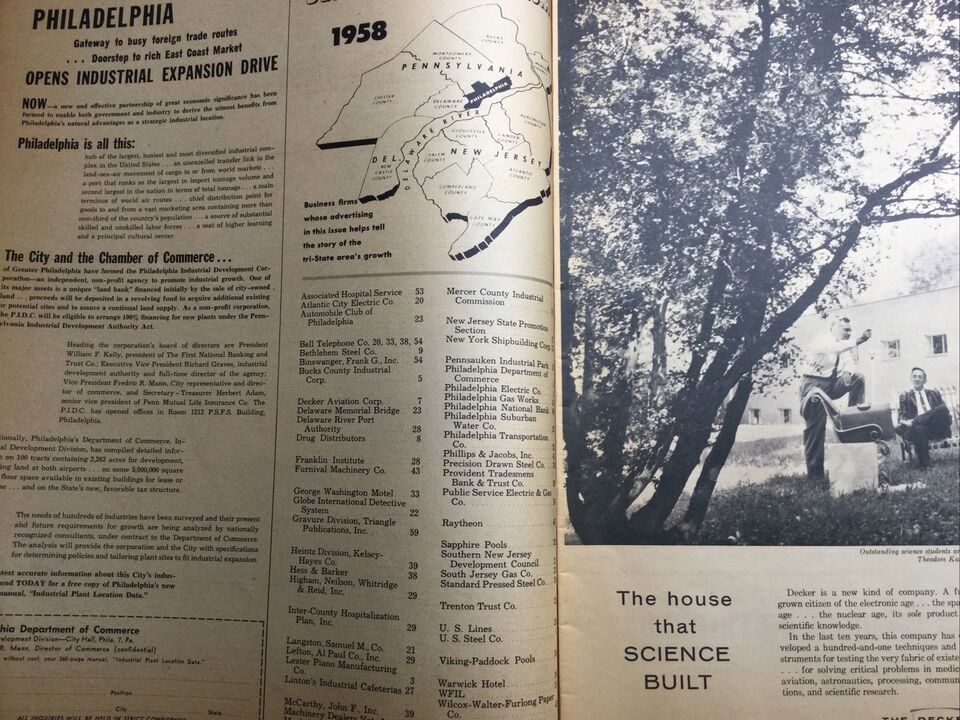 PHILADELPHIA
Gateway to busy foreign trade routes
. . . Doorstep to rich East Coast Market
OPENS INDUSTRIAL EXPANSION DRIVE
NOW—a new and effective partnership of great economic significance has been
formed to enable both government and industry to derive the utmost benefits from
Philadelphia's natural advantages as a strategic industrial location.
Philadelphia is all this:
hub of the largest, busiest and most diversified industrial com-
plex in the United States . . . an unexcelled transfer link in the
land-sea-air movement of cargo to or from world markets . . .
a port that ranks as the largest in import tonnage volume and
second largest in the nation in terms of total tonnage . . . a main
terminus of world air routes . . . chief distribution point for
goods to and from a vast marketing area containing more than
one-third of the country's population . . . a source of substantial
skilled and unskilled labor forces . . . a seat of higher learning
and a principal cultural center.
The City and the Chamber of Commerce . . .
of Greater Philadelphia have formed the Philadelphia Industrial Development Cor-
poration—an independent, non-profit agency to promote industrial growth. One of
its major assets is a unique "land bank" financed initially by the sale of city-owned
land . . . proceeds will be deposited in a revolving fund to acquire additional existing
potential sites and to assure a continual land supply. As a non-profit corporation,
the P.I.D.C. will be eligible to arrange 100% financing for new plants under the Penn-
sylvania Industrial Development Authority Act.
Heading the corporation's board of directors are President
William F. Kelly, president of The First National Banking and
Trust Co.; Executive Vice President Richard Graves, industrial
development authority and full-time director of the agency;
Vice President Fredric R. Mann, City representative and direc-
tor of commerce, and Secretary - Treasurer Herbert Adam,
senior vice president of Penn Mutual Life Insurance Co. The
P.I.D.C. has opened offices in Room 1212 P.S.F.S. Building,
Philadelphia.
tionally, Philadelphia's Department of Commerce, In-
al Development Division, has compiled detailed infor-
on 100 tracts containing 2,263 acres for development,
ing land at both airports . . . on some 5,000,000 square
floor space available in existing buildings for lease or
. . . and on the State's new, favorable tax structure.
The needs of hundreds of industries have been surveyed and their present
and future requirements for growth are being analyzed by nationally
recognized consultants, under contract to the Department of Commerce.
The analysis will provide the corporation and the City with specifications
for determining policies and tailoring plant sites to fit industrial expansion.
test accurate information about this City's indus-
end TODAY for a free copy of Philadelphia's new
manual, "Industrial Plant Location Data."
hia Department of Commerce
elopment Division—City Hall, Phila. 7, Pa.
R. Mann, Director of Commerce (confidential)
without cost, your 260-page manual, "Industrial Plant Location Data."
Position
City State
ALL INQUIRIES WILL BE HELD IN STRICT CONFIDENCE
1958
BUCKS COUNTY
MONTGOMERY COUNTY
PENNSYLVANIA
CHESTER COUNTY
DELAWARE COUNTY
PHILADELPHIA
BURLINGTON COUNTY
DELAWARE RIVER
GLOUCESTER COUNTY
CAMDEN COUNTY
DEL.
NEW CASTLE COUNTY
SALEM COUNTY
NEW JERSEY
ATLANTIC COUNTY
CUMBERLAND COUNTY
CAPE MAY COUNTY
Business firms
whose advertising
in this issue helps
tell the story of the
tri-State area's growth
Associated Hospital Service 53
Atlantic City Electric Co. 20
Automobile Club of
Philadelphia 23
Bell Telephone Co. 20, 33, 38, 54
Bethlehem Steel Co. 9
Binswanger, Frank G., Inc. 54
Bucks County Industrial
Corp. 5
Decker Aviation Corp. 7
Delaware Memorial Bridge 23
Delaware River Port
Authority 28
Drug Distributors 8
Franklin Institute 28
Furnival Machinery Co. 43
George Washington Motel 33
Globe International Detective
System 22
Gravure Division, Triangle
Publications, Inc. 59
Heintz Division, Kelsey-
Hayes Co. 39
Hess & Barker 38
Higham, Neilson, Whitridge
& Reid, Inc. 29
Inter-County Hospitalization
Plan, Inc. 29
Langston, Samuel M., Co. 21
Lefton, Al Paul Co., Inc. 29
Lester Piano Manufacturing
Co. 3
Linton's Industrial Cafeterias 27
McCarthy, John F., Inc. 39
Mercer County Industrial
Commission
New Jersey State Promotion
Section
New York Shipbuilding Corp.
Pennsauken Industrial Park
Philadelphia Department of
Commerce
Philadelphia Electric Co.
Philadelphia Gas Works
Philadelphia National Bank
Philadelphia Suburban
Water Co.
Philadelphia Transportation
Co.
Phillips & Jacobs, Inc.
Precision Drawn Steel Co.
Provident Tradesmens
Bank & Trust Co.
Public Service Electric & Gas
Co.
Raytheon
Sapphire Pools
Southern New Jersey
Development Council
South Jersey Gas Co.
Standard Pressed Steel Co.
Trenton Trust Co.
U. S. Lines
U. S. Steel Co.
Viking-Paddock Pools
Warwick Hotel
WFIL
Wilcox-Walter-Furlong Paper
Co.
Outstanding science students
Theodore
The house
that
SCIENCE
BUILT
Decker is a new kind of company. A
grown citizen of the electronic age . . . the
age . . . the nuclear age, its sole
scientific knowledge.
In the last ten years, this company has
veloped a hundred-and-one techniques and
struments for testing the very fabric of
. . . for solving critical problems in
aviation, astronautics, processing,
tions, and scientific research.
THE